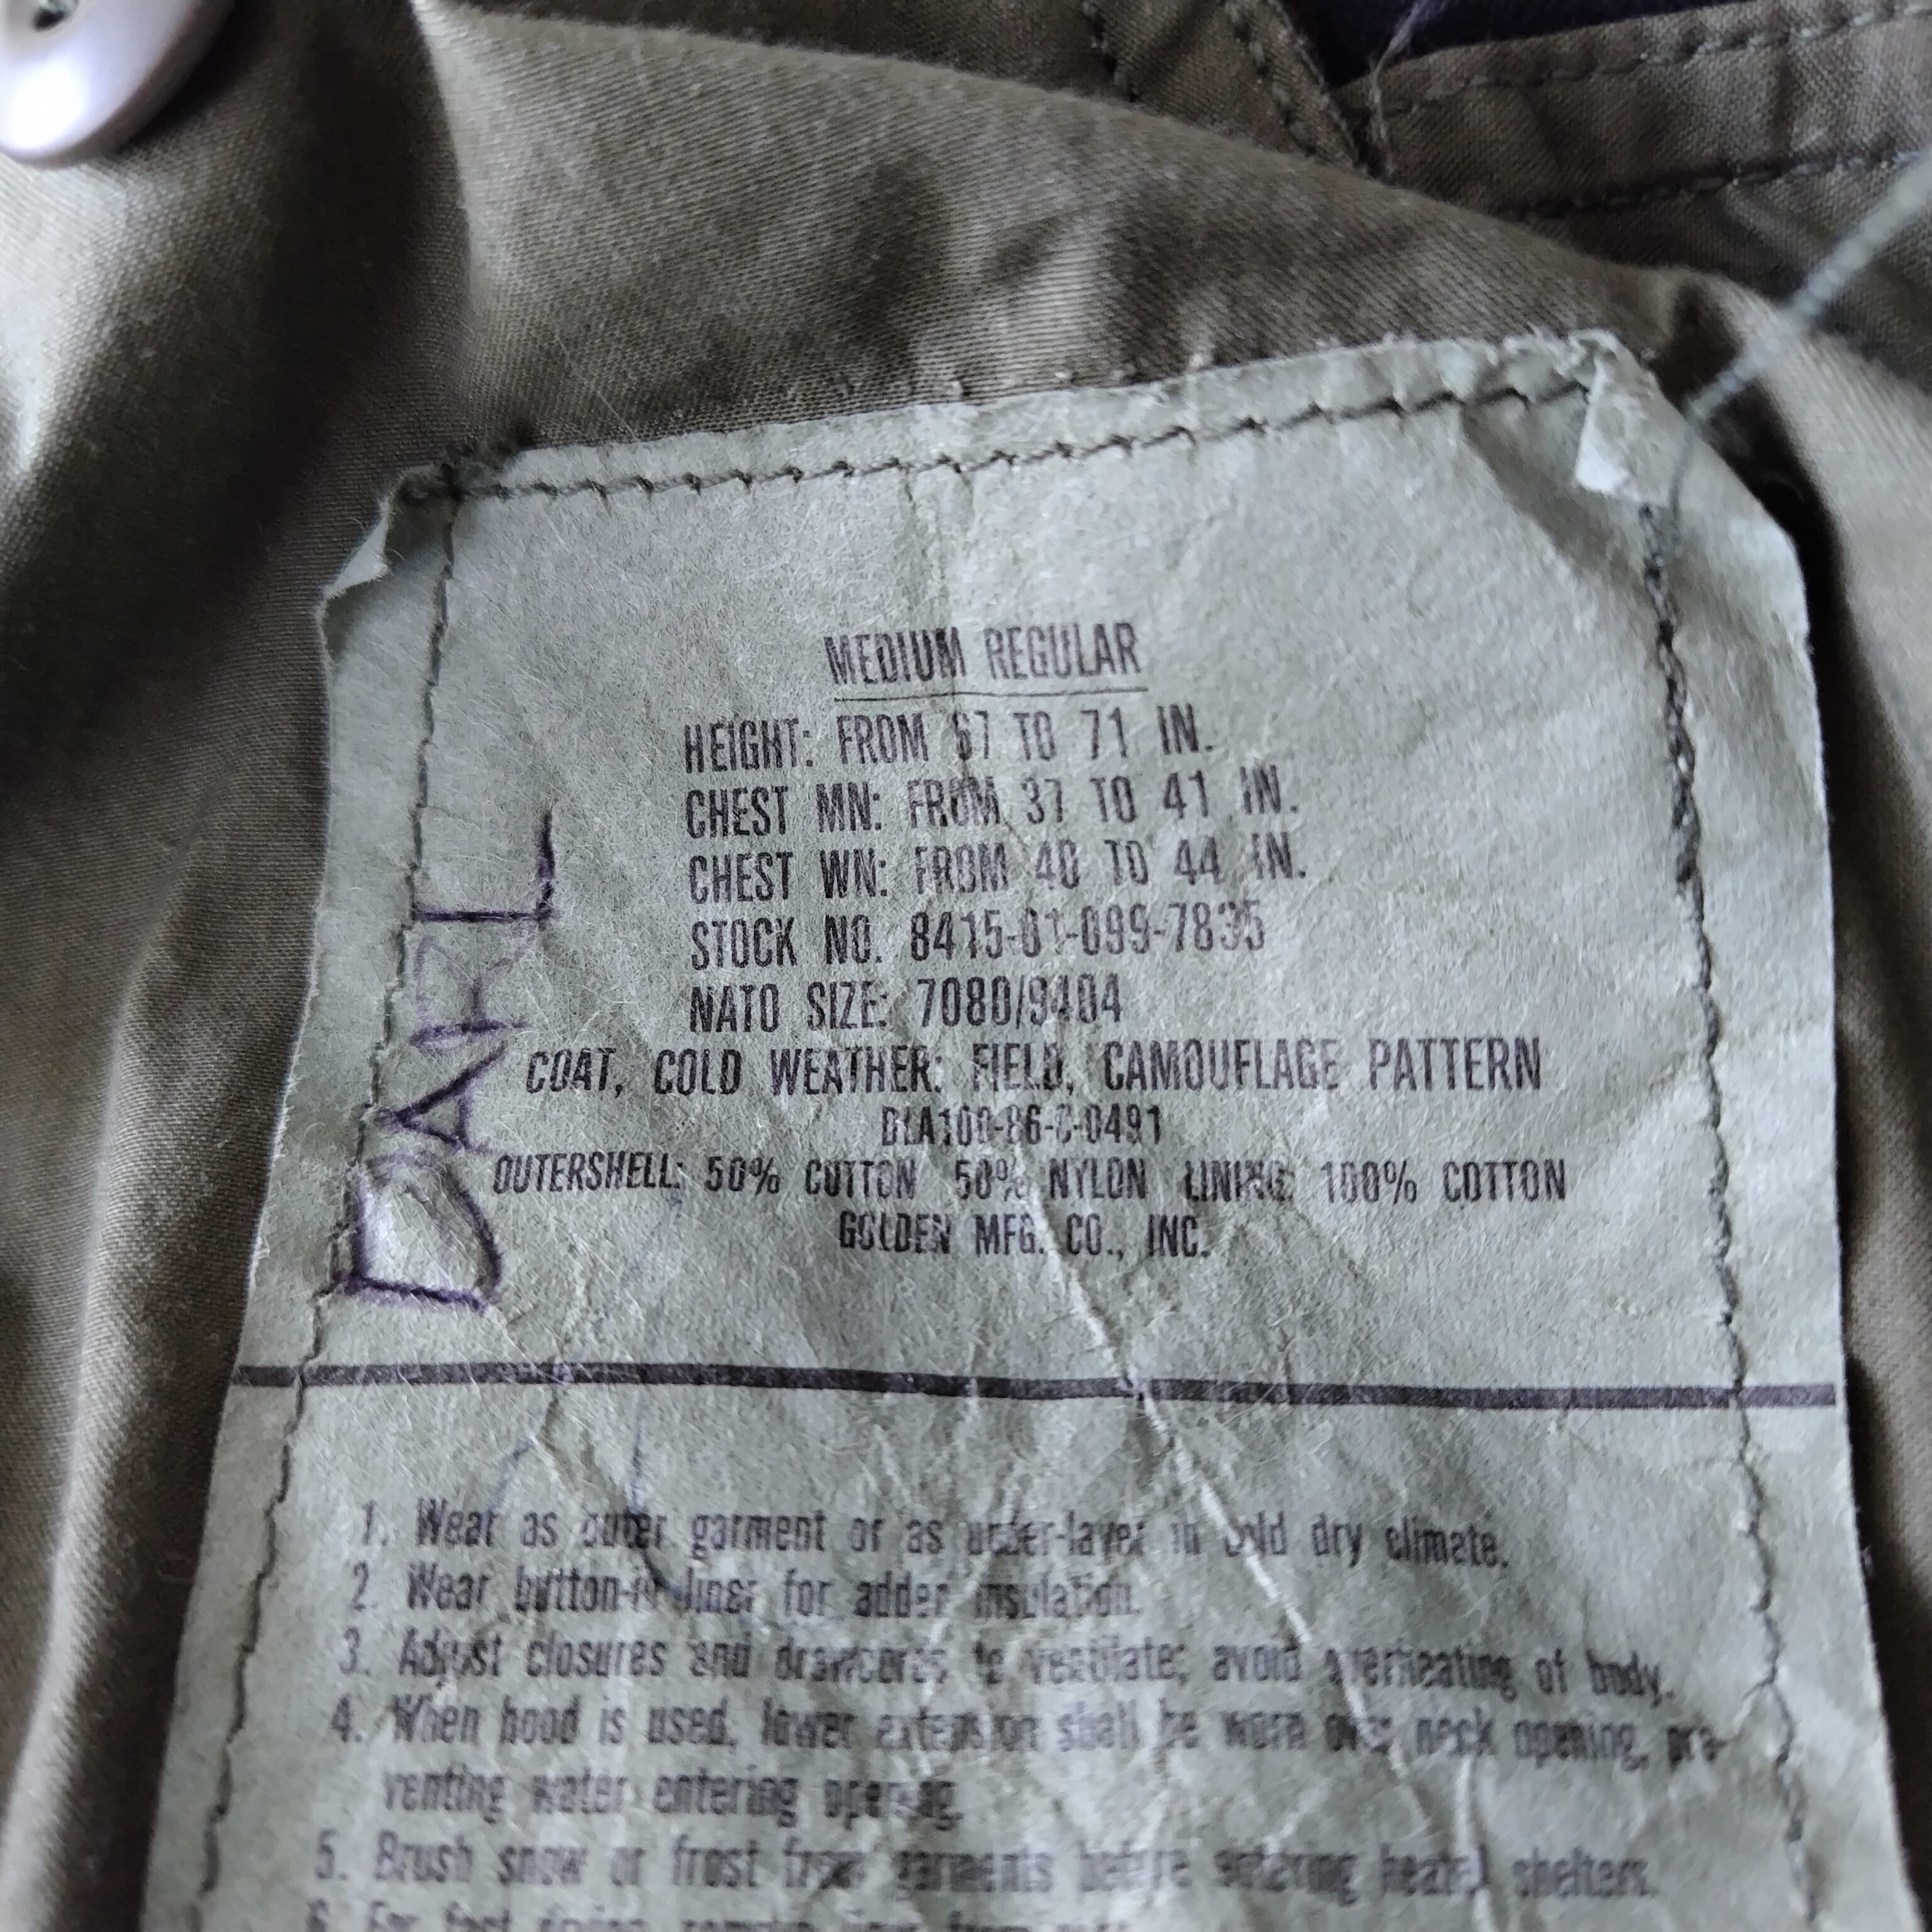 MEDIUM REGULAR
HEIGHT: FROM 67 TO 71 IN.
CHEST MN: FROM 37 TO 41 IN.
CHEST WN: FROM 40 TO 44 IN.
STOCK NO. 8415-01-099-7835
NATO SIZE: 7080/9404
COAT, COLD WEATHER: FIELD, CAMOUFLAGE PATTERN
DLA100-86-C-0491
OUTERSHELL: 50% COTTON 50% NYLON LINING: 100% COTTON
GOLDEN MFG. CO., INC.
DARL
1. Wear as outer garment or as under-layer in cold dry climate.
2. Wear button-in liner for added insulation.
3. Adjust closures and drawcords to ventilate; avoid overheating of body.
4. When hood is used, lower extension shall be worn over neck opening, pre-
venting water entering opening.
5. Brush snow or frost from garments before entering heated shelters.
6. For fast drying, remove